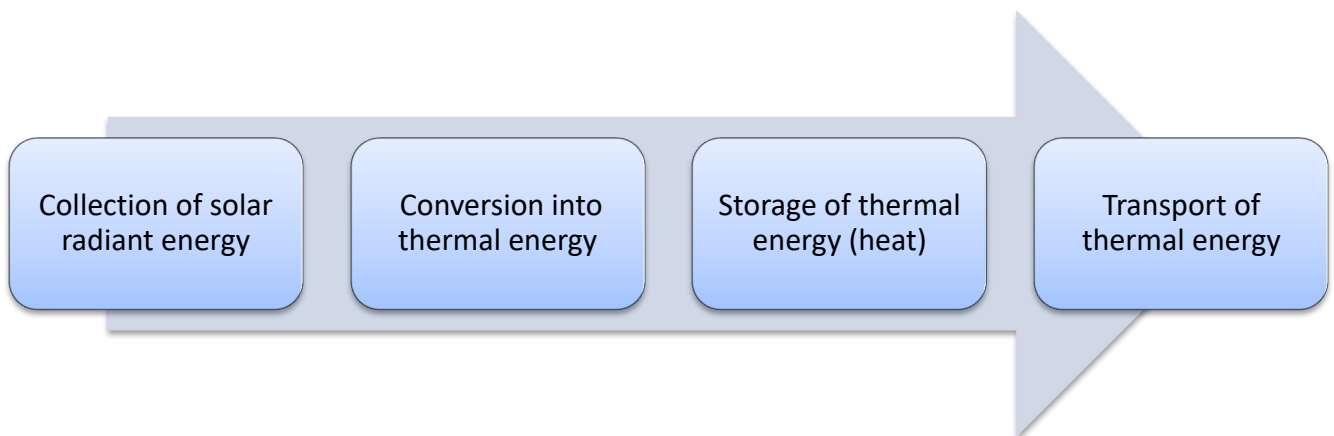 Collection of solar
radiant energy
Conversion into
thermal energy
Storage of thermal
energy (heat)
Transport of
thermal energy